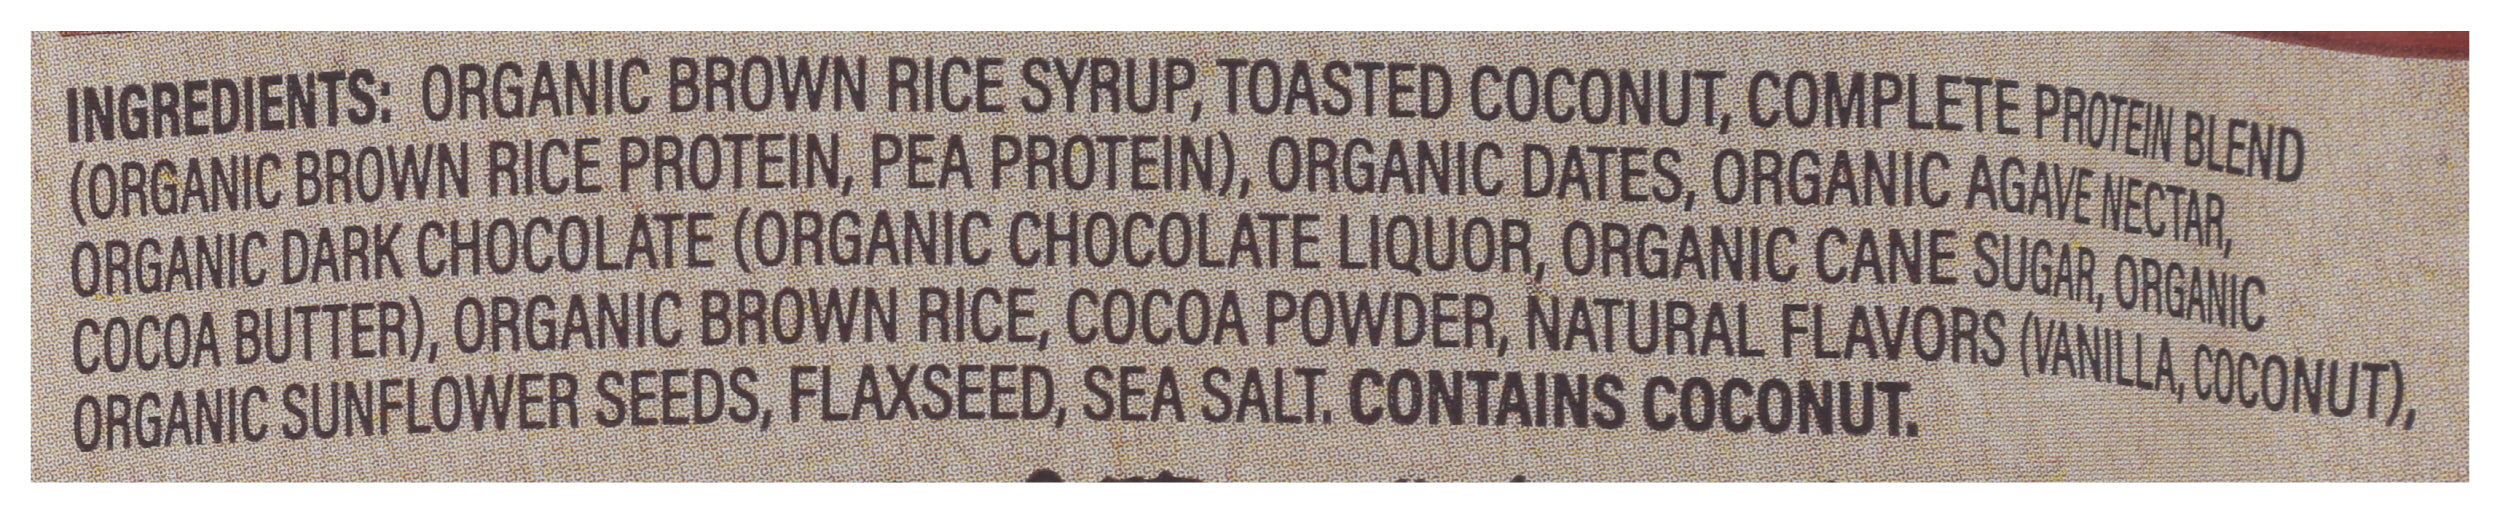 INGREDIENTS: ORGANIC BROWN RICE SYRUP, TOASTED COCONUT, COMPLETE PROTEIN BLEND
(ORGANIC BROWN RICE PROTEIN, PEA PROTEIN), ORGANIC DATES, ORGANIC AGAVE NECTAR,
ORGANIC DARK CHOCOLATE (ORGANIC CHOCOLATE LIQUOR, ORGANIC CANE SUGAR, ORGANIC
COCOA BUTTER), ORGANIC BROWN RICE, COCOA POWDER, NATURAL FLAVORS (VANILLA, COCONUT),
ORGANIC SUNFLOWER SEEDS, FLAXSEED, SEA SALT. CONTAINS COCONUT.